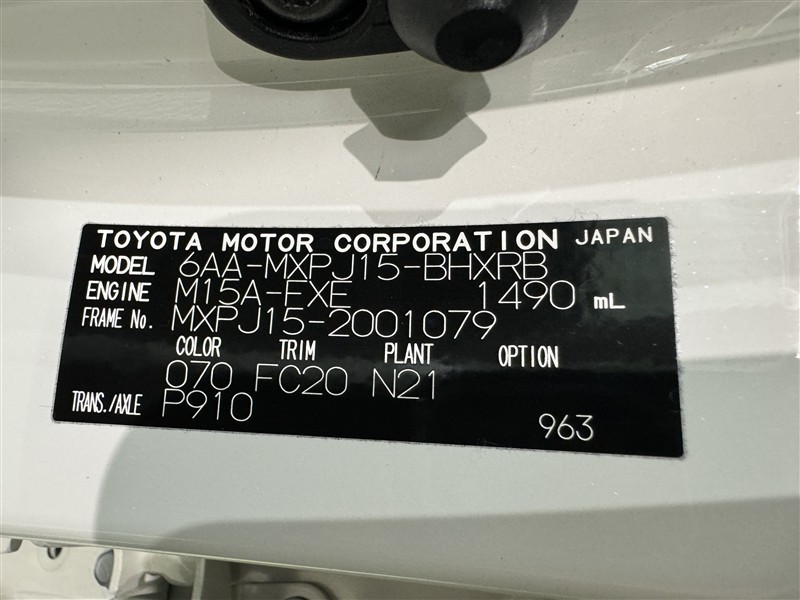 TOYOTA MOTOR CORPORATION JAPAN
MODEL 6AA-MXPJ15-BHXRB
ENGINE M15A-FXE 1490 mL
FRAME No. MXPJ15-2001079
COLOR TRIM PLANT OPTION
070 FC20 N21
TRANS./AXLE P910
963